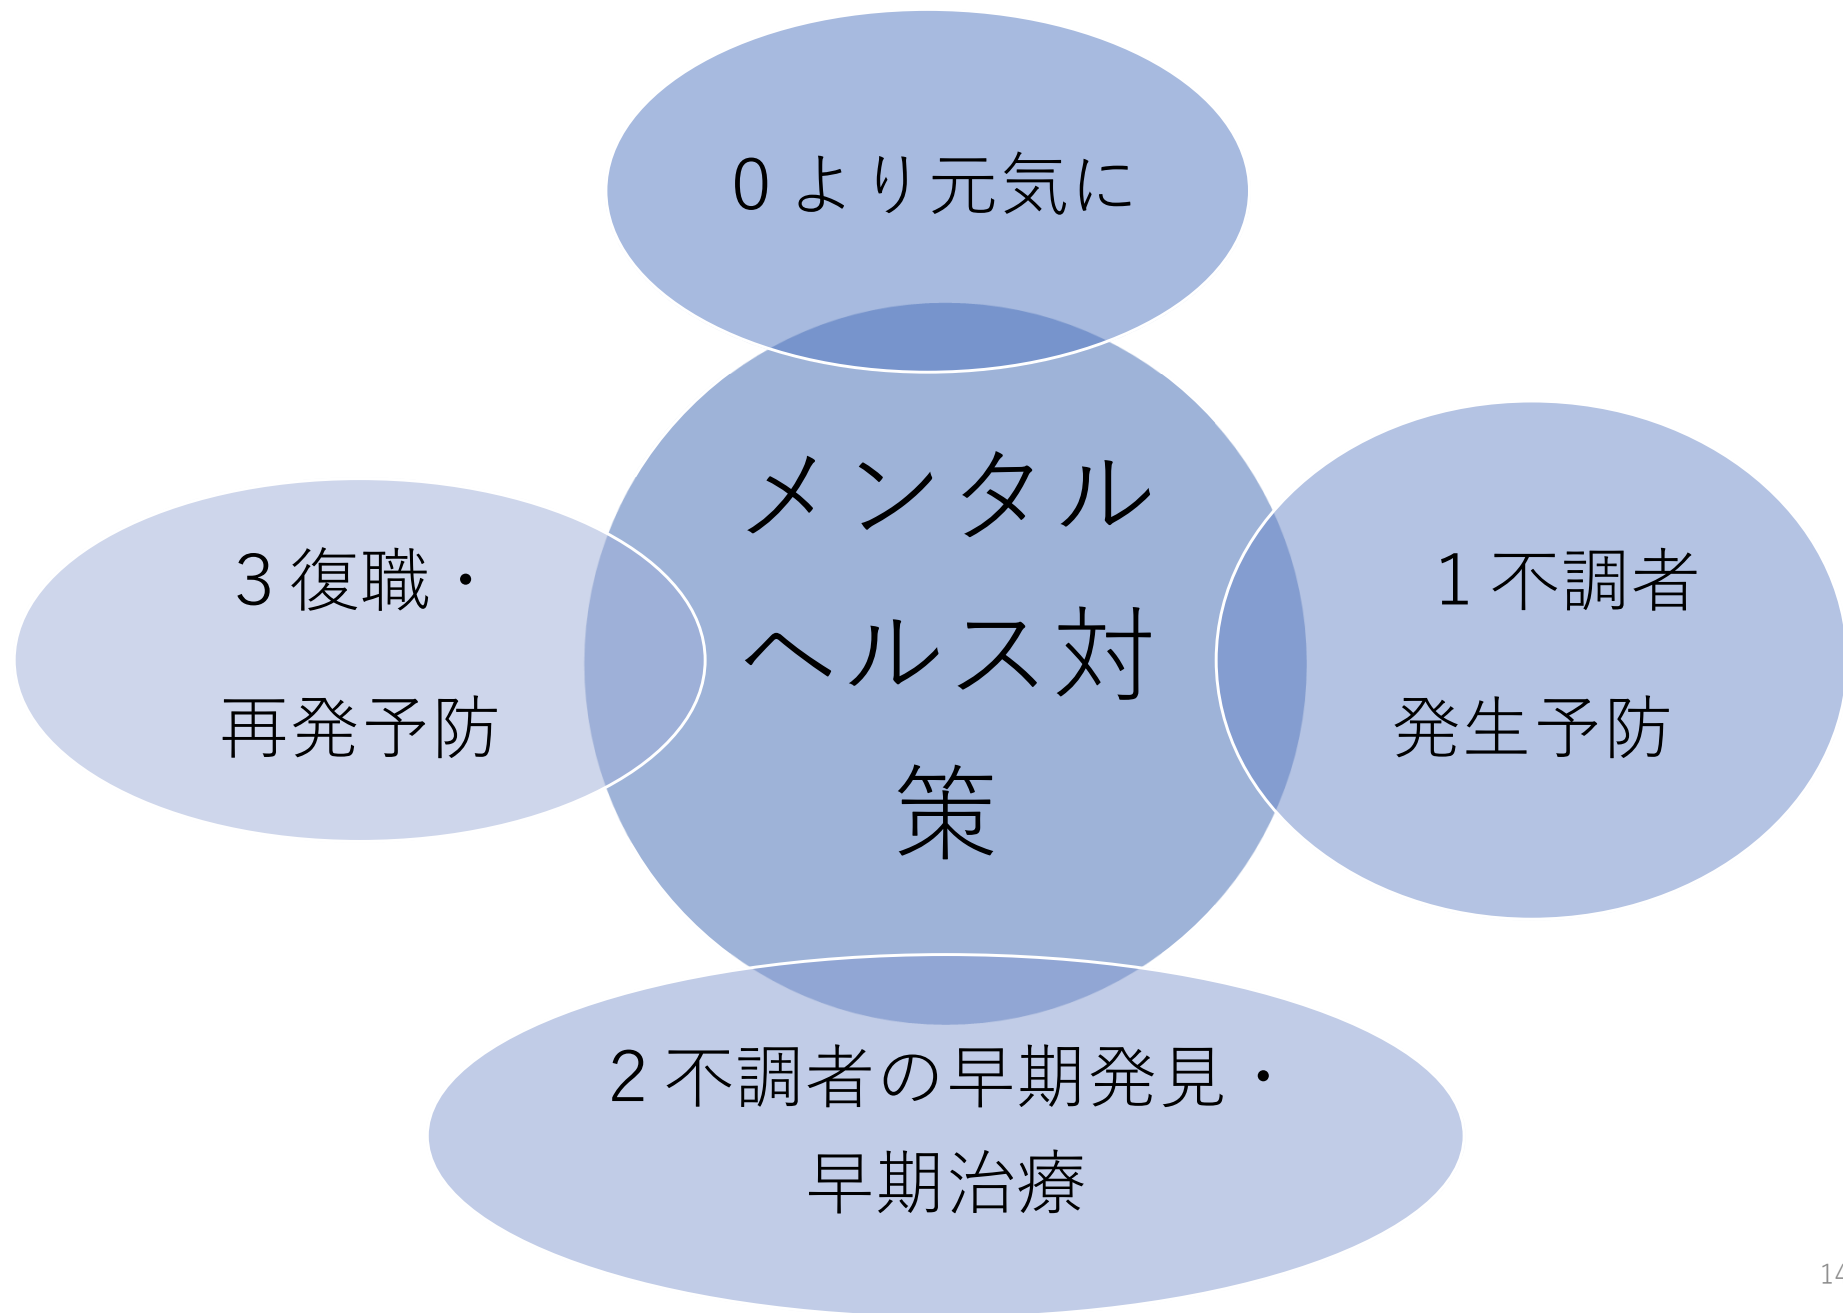 0 より元気に
メンタル
ヘルス対
策
1 不調者
発生予防
2 不調者の早期発見・
早期治療
3 復職・
再発予防
14